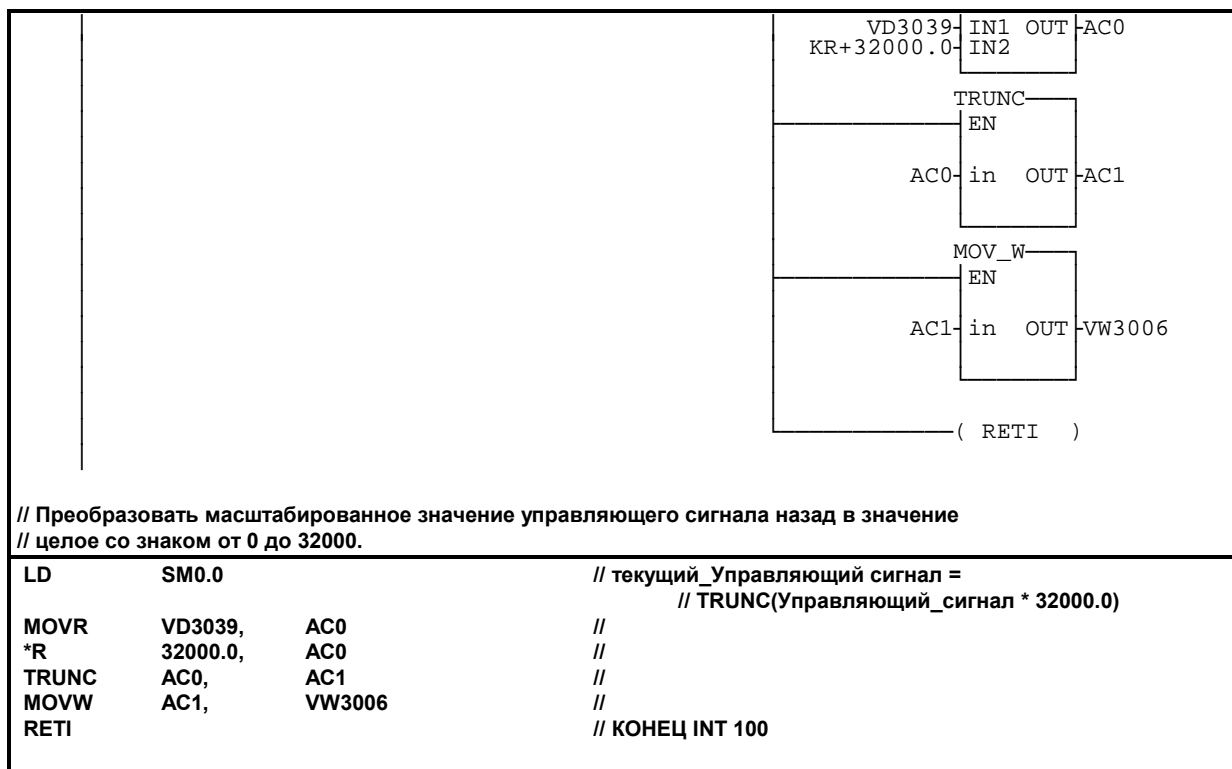 VD3039 IN1 OUT AC0
KR+32000.0 IN2
TRUNC
EN
AC0 in OUT AC1
MOV_W
EN
AC1 in OUT VW3006
( RETI )
// Преобразовать масштабированное значение управляющего сигнала назад в значение
// целое со знаком от 0 до 32000.
LD SM0.0 // текущий_Управляющий сигнал =
// TRUNC(Управляющий_сигнал * 32000.0)
MOVR VD3039, AC0 //
*R 32000.0, AC0 //
TRUNC AC0, AC1 //
MOVW AC1, VW3006 //
RETI // КОНЕЦ INT 100